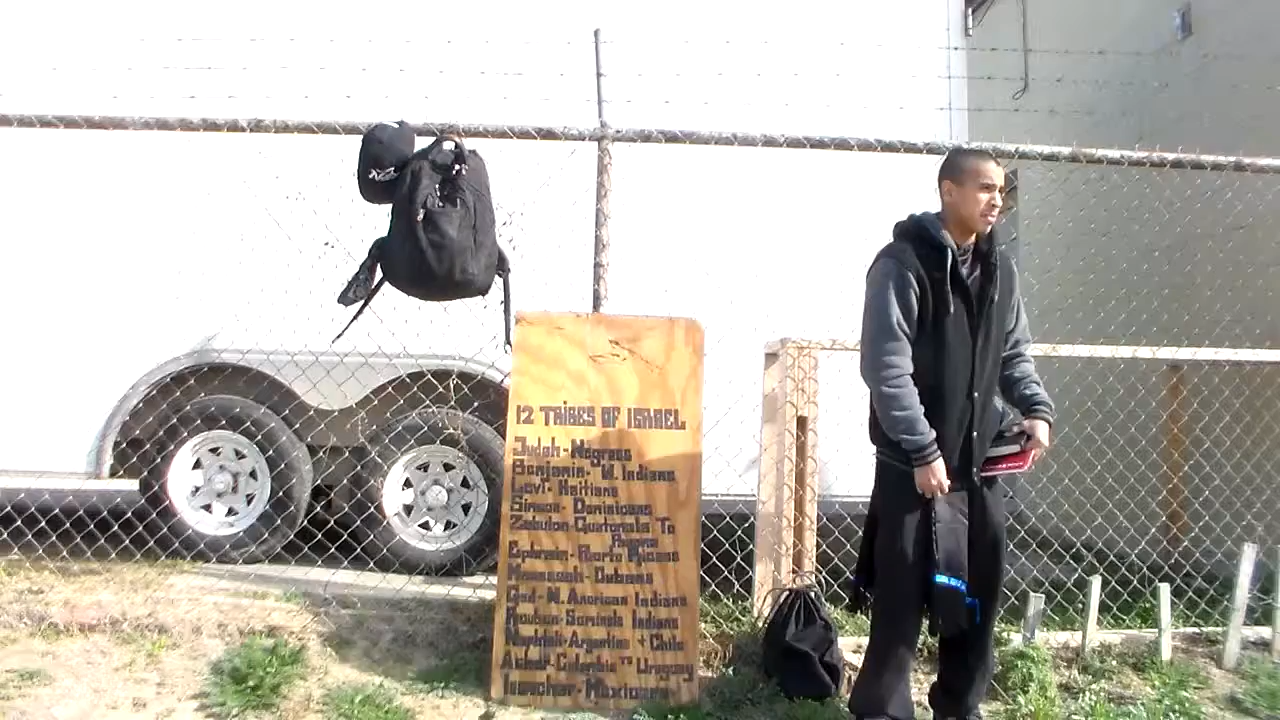 12 TRIBES OF ISRAEL
Judah-Negroes
Benjamin-W. Indians
Levi-Haitians
Simeon-Dominicans
Zebulon-Guatemala To
Panama
Ephraim-Puerto Ricans
Manasseh-Cubans
Gad-N. American Indians
Reuben-Seminole Indians
Naphtali-Argentina + Chile
Asher-Colombia To Urugauy
Issachar-Mexicans